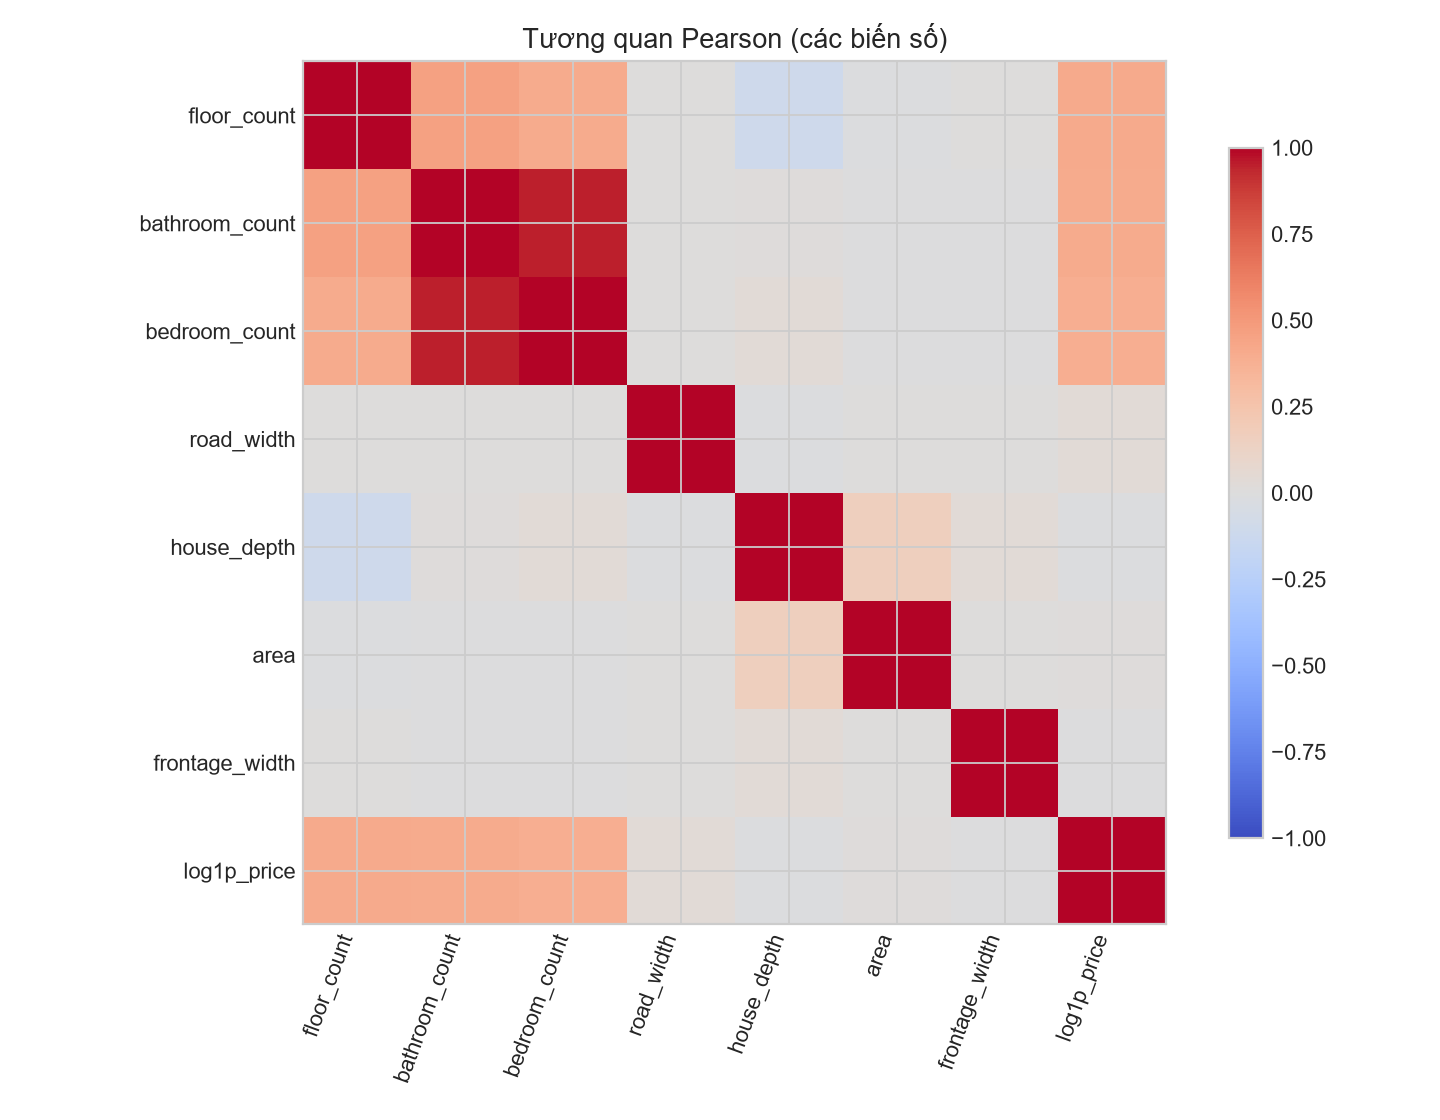 Tương quan Pearson (các biến số)
floor_count
bathroom_count
bedroom_count
road_width
house_depth
area
frontage_width
log1p_price
floor_count
bathroom_count
bedroom_count
road_width
house_depth
area
frontage_width
log1p_price
1.00
0.75
0.50
0.25
0.00
−0.25
−0.50
−0.75
−1.00